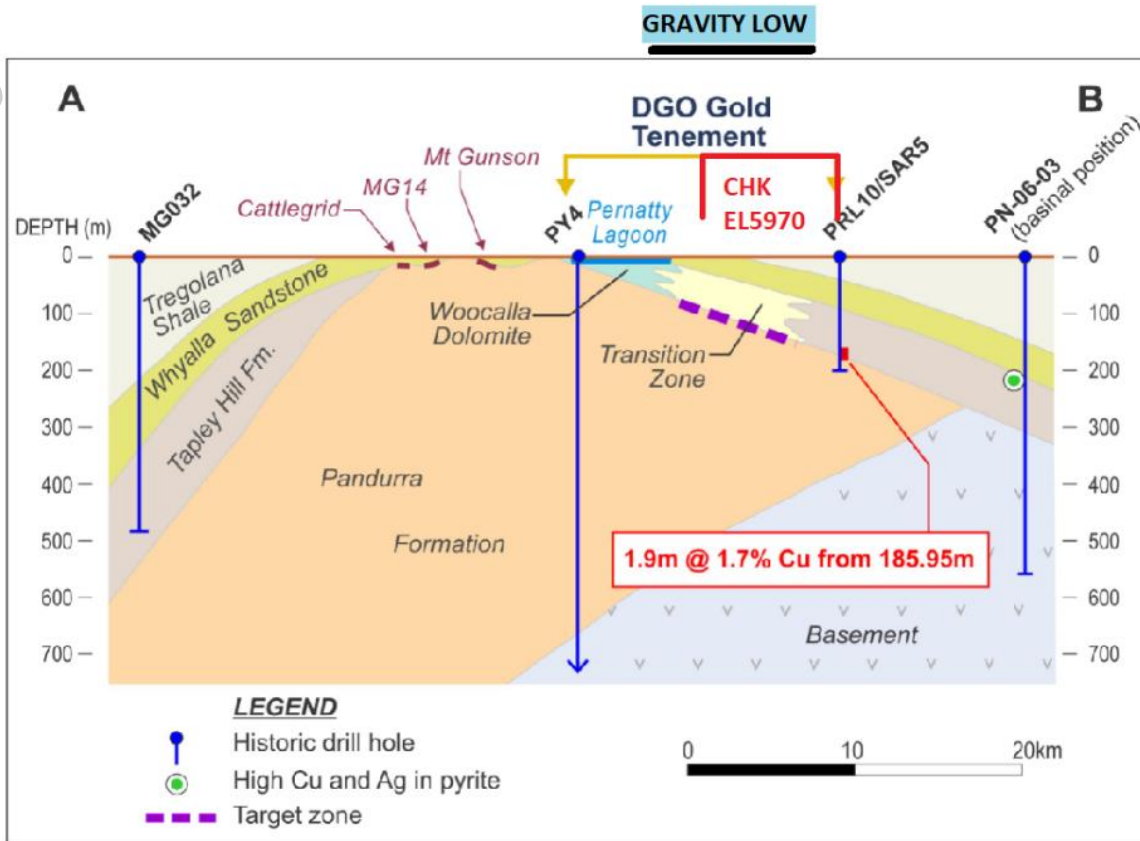 GRAVITY LOW
A
B
DGO Gold
Tenement
Mt Gunson
MG14
Cattlegrid
MG032
PY4
Pernatty
Lagoon
CHK
EL5970
PRL10/SAR5
PN-06-03
(basinal position)
DEPTH (m)
0
100
200
300
400
500
600
700
0
100
200
300
400
500
600
700
Tregolana
Shale
Whyalla Sandstone
Tapley Hill Fm.
Woocalla
Dolomite
Transition
Zone
Pandurra
Formation
1.9m @ 1.7% Cu from 185.95m
Basement
LEGEND
Historic drill hole
High Cu and Ag in pyrite
Target zone
0 10 20km